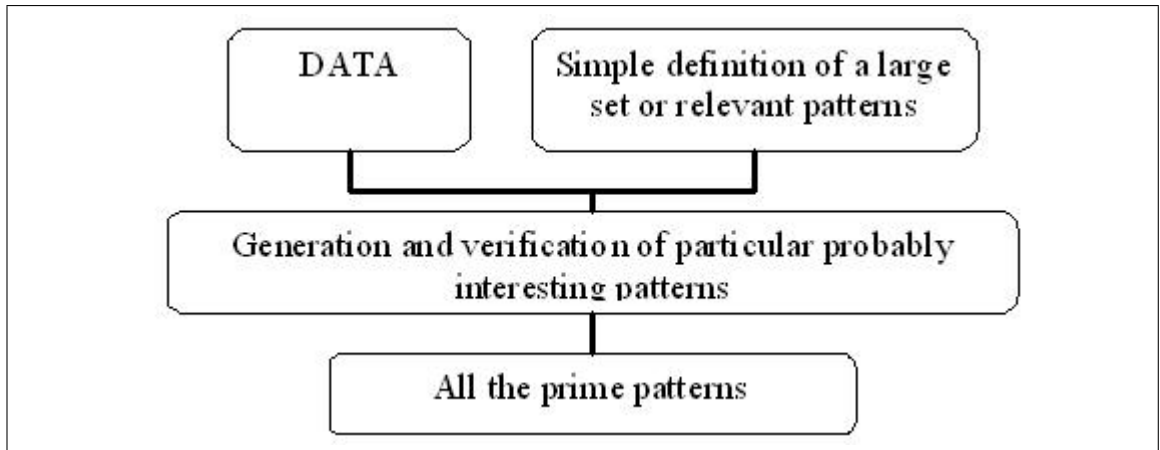 DATA
Simple definition of a large
set or relevant patterns
Generation and verification of particular probably
interesting patterns
All the prime patterns